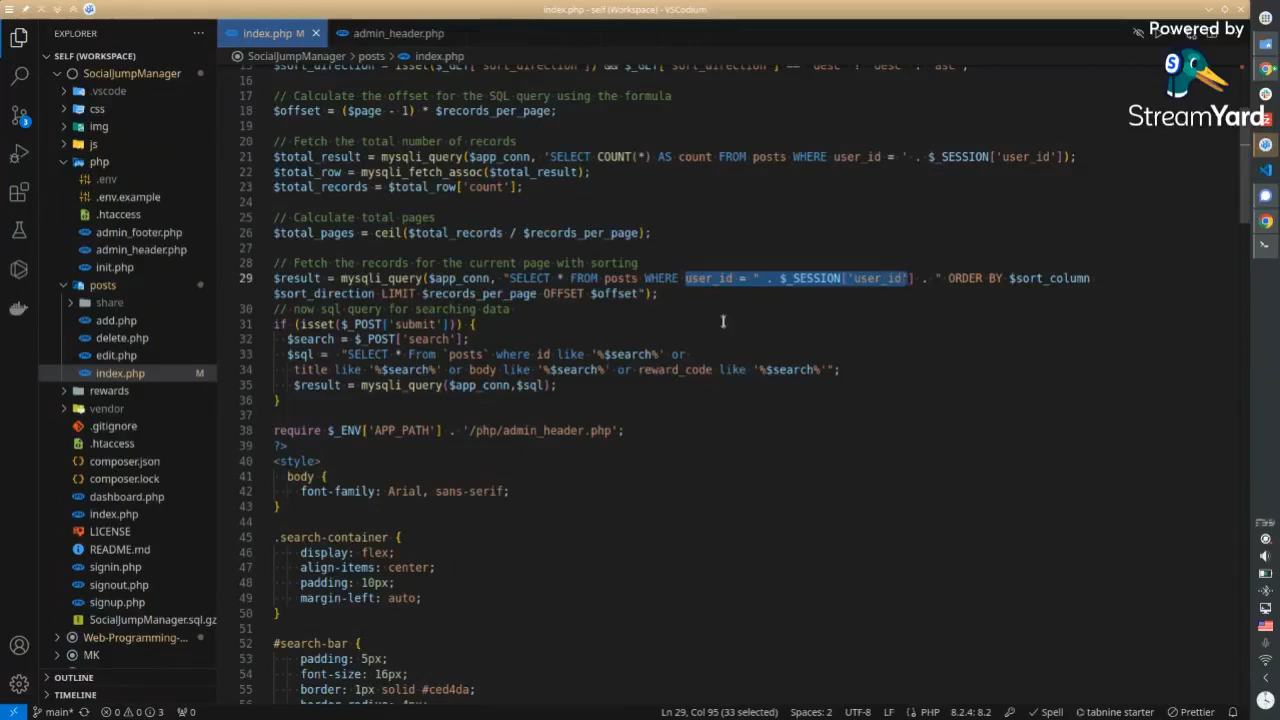 index.php - self (Workspace) - VSCodium
EXPLORER
index.php M
admin_header.php
Powered by
StreamYard
SELF (WORKSPACE)
SocialJumpManager > posts > index.php
SocialJumpManager
.vscode
css
img
js
php
.env
.env.example
.htaccess
admin_footer.php
admin_header.php
init.php
posts
share
add.php
delete.php
edit.php
index.php M
rewards
vendor
.gitignore
.htaccess
composer.json
composer.lock
dashboard.php
index.php
LICENSE
README.md
signin.php
signout.php
signup.php
SocialJumpManager.sql.gz
Web-Programming-...
MK
OUTLINE
TIMELINE
16
17 // Calculate the offset for the SQL query using the formula
18 $offset = ($page - 1) * $records_per_page;
19
20 // Fetch the total number of records
21 $total_result = mysqli_query($app_conn, 'SELECT COUNT(*) AS count FROM posts WHERE user_id = ' . $_SESSION['user_id']);
22 $total_row = mysqli_fetch_assoc($total_result);
23 $total_records = $total_row['count'];
24
25 // Calculate total pages
26 $total_pages = ceil($total_records / $records_per_page);
27
28 // Fetch the records for the current page with sorting
29 $result = mysqli_query($app_conn, "SELECT * FROM posts WHERE user_id = " . $_SESSION['user_id'] . " ORDER BY $sort_column
$sort_direction LIMIT $records_per_page OFFSET $offset");
30 // now sql query for searching data
31 if (isset($_POST['submit'])) {
32 $search = $_POST['search'];
33 $sql = "SELECT * From `posts` where id like '%$search%' or
34 title like '%$search%' or body like '%$search%' or reward_code like '%$search%'";
35 $result = mysqli_query($app_conn,$sql);
36 }
37
38 require $_ENV['APP_PATH'] . '/php/admin_header.php';
39 ?>
40 <style>
41 body {
42 font-family: Arial, sans-serif;
43 }
44
45 .search-container {
46 display: flex;
47 align-items: center;
48 padding: 10px;
49 margin-left: auto;
50 }
51
52 #search-bar {
53 padding: 5px;
54 font-size: 16px;
55 border: 1px solid #ced4da;
main* 0 0 3 0 Ln 29, Col 95 (33 selected) Spaces: 2 UTF-8 LF PHP 8.2.4: 8.2 Spell tabnine starter Prettier